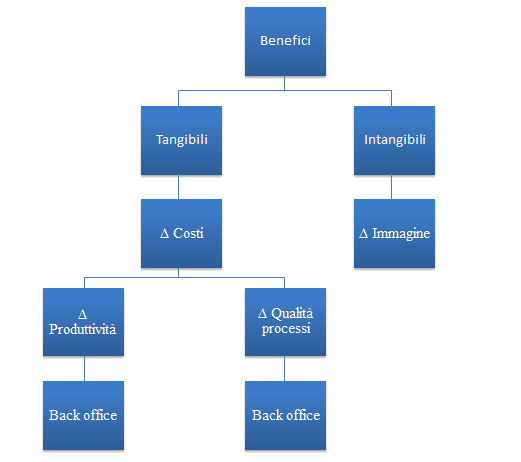 Benefici
Tangibili
Intangibili
Δ Costi
Δ Immagine
Δ
Produttività
Δ Qualità
processi
Back office
Back office